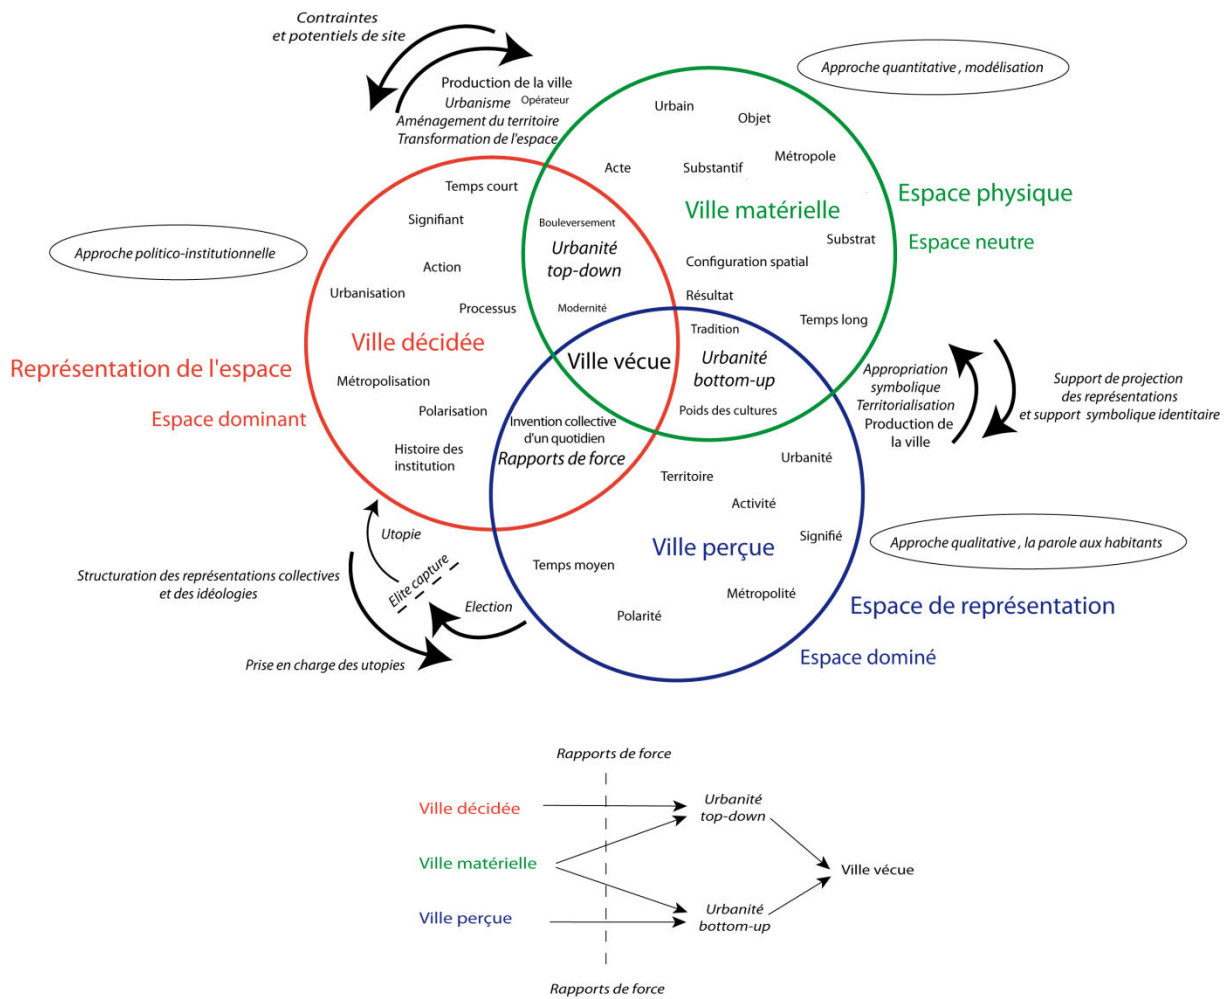 Contraintes
et potentiels de site
Production de la ville
Urbanisme
Opérateur
Aménagement du territoire
Transformation de l'espace
Approche quantitative , modélisation
Urbain
Objet
Métropole
Acte
Substantif
Ville matérielle
Espace physique
Espace neutre
Substrat
Configuration spatial
Résultat
Temps long
Temps court
Signifiant
Approche politico-institutionnelle
Action
Urbanisation
Processus
Ville décidée
Représentation de l'espace
Espace dominant
Métropolisation
Polarisation
Histoire des
institution
Bouleversement
Urbanité
top-down
Modernité
Ville vécue
Tradition
Urbanité
bottom-up
Poids des cultures
Invention collective
d'un quotidien
Rapports de force
Appropriation
symbolique
Territorialisation
Production de
la ville
Support de projection
des représentations
et support symbolique identitaire
Urbanité
Territoire
Activité
Signifié
Ville perçue
Temps moyen
Métropolité
Polarité
Approche qualitative , la parole aux habitants
Espace de représentation
Espace dominé
Utopie
Structuration des représentations collectives
et des idéologies
Elite capture
Election
Prise en charge des utopies
Rapports de force
Ville décidée
Urbanité
top-down
Ville matérielle
Ville vécue
Ville perçue
Urbanité
bottom-up
Rapports de force